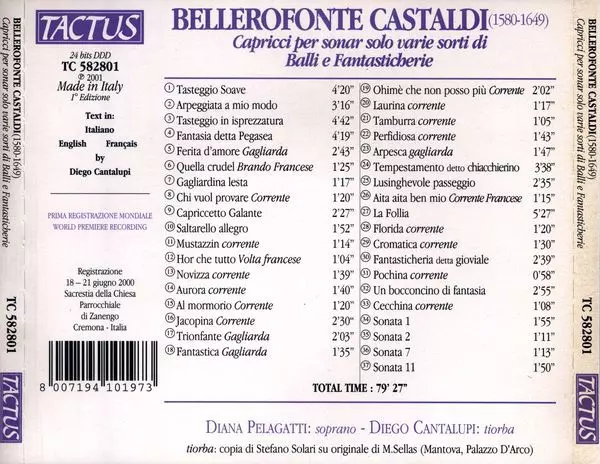 BELLEROFONTE CASTALDI (1580-1649)
Capricci per sonar solo varie sorti di Balli e Fantasticherie
TC 582801
TACTUS
TACTUS
24 bits DDD
TC 582801
℗ 2001
Made in Italy
1° Edizione
Text in:
Italiano
English Français
by
Diego Cantalupi
PRIMA REGISTRAZIONE MONDIALE
WORLD PREMIERE RECORDING
Registrazione
18 – 21 giugno 2000
Sacrestia della Chiesa
Parrocchiale
di Zanengo
Cremona - Italia
8 007194 101973
BELLEROFONTE CASTALDI (1580-1649)
Capricci per sonar solo varie sorti di
Balli e Fantasticherie
1 Tasteggio Soave 4'20"
2 Arpeggiata a mio modo 3'16"
3 Tasteggio in isprezzatura 4'42"
4 Fantasia detta Pegasea 4'19"
5 Ferita d'amore Gagliarda 2'43"
6 Quella crudel Brando Francese 1'25"
7 Gagliardina lesta 1'17"
8 Chi vuol provare Corrente 1'20"
9 Capriccetto Galante 2'27"
10 Saltarello allegro 1'52"
11 Mustazzin corrente 1'14"
12 Hor che tutto Volta francese 1'04"
13 Novizza corrente 1'39"
14 Aurora corrente 1'40"
15 Al mormorio Corrente 1'20"
16 Jacopina Corrente 2'30"
17 Trionfante Gagliarda 2'03"
18 Fantastica Gagliarda 1'35"
19 Ohimè che non posso più Corrente 2'02"
20 Laurina corrente 1'17"
21 Tamburra corrente 1'05"
22 Perfidiosa corrente 1'43"
23 Arpesca gagliarda 1'47"
24 Tempestamento detto chiacchierino 3'38"
25 Lusinghevole passeggio 2'35"
26 Aita aita ben mio Corrente Francese 1'15"
27 La Follia 5'27"
28 Florida corrente 1'20"
29 Cromatica corrente 1'30"
30 Fantasticheria detta gioviale 2'39"
31 Pochina corrente 0'58"
32 Un bocconcino di fantasia 2'55"
33 Cecchina corrente 1'08"
34 Sonata 1 1'55"
35 Sonata 2 1'11"
36 Sonata 7 1'13"
37 Sonata 11 1'50"
TOTAL TIME : 79' 27"
DIANA PELAGATTI: soprano - DIEGO CANTALUPI: tiorba
tiorba: copia di Stefano Solari su originale di M.Sellas (Mantova, Palazzo D'Arco)
BELLEROFONTE CASTALDI (1580-1649)
Capricci per sonar solo varie sorti di Balli e Fantasticherie
TC 582801
TACTUS